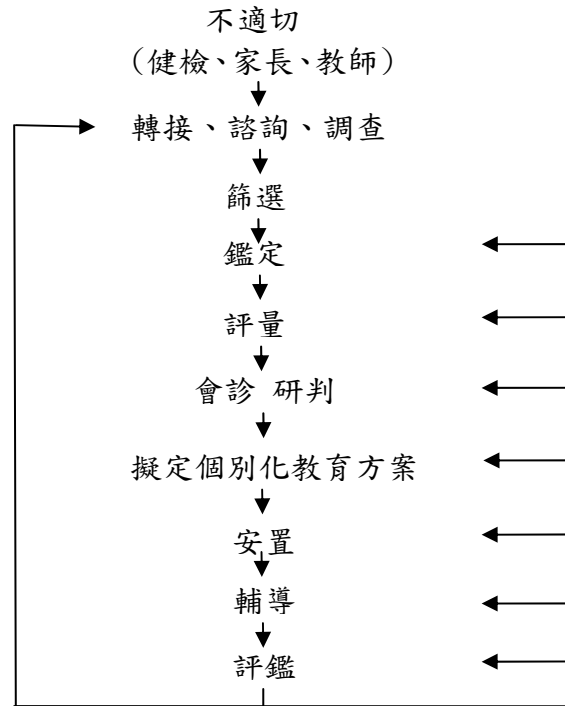 不適切
（健檢、家長、教師）
轉接、諮詢、調查
篩選
鑑定
評量
會診 研判
擬定個別化教育方案
安置
輔導
評鑑